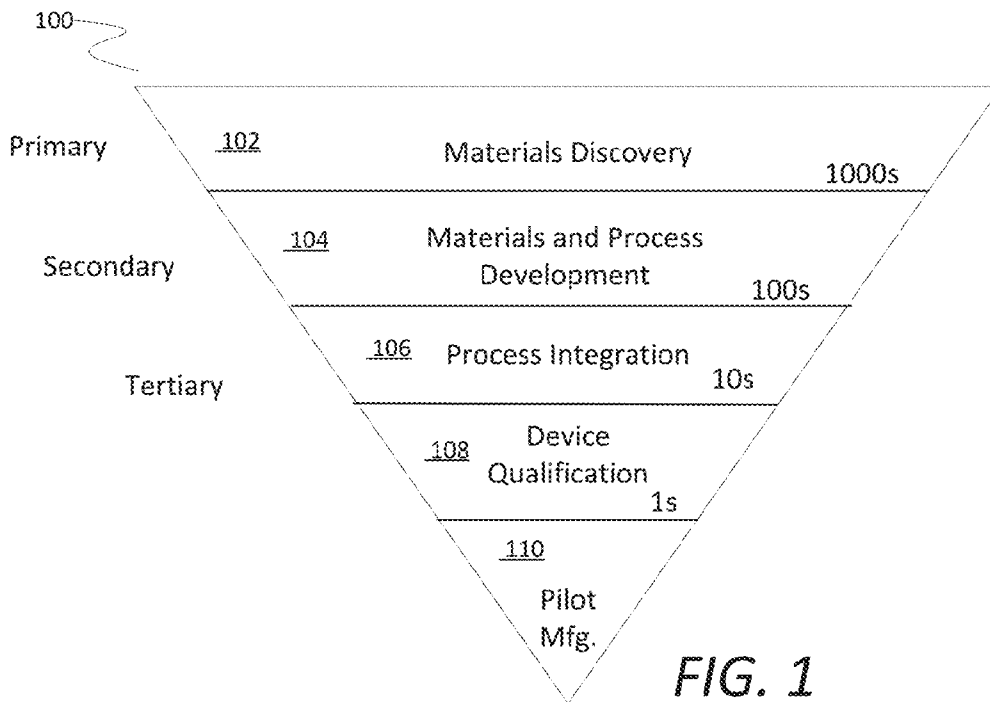 100
Primary
102
Materials Discovery
1000s
Secondary
104
Materials and Process
Development
100s
Tertiary
106
Process Integration
10s
108
Device
Qualification
1s
110
Pilot
Mfg.
FIG. 1